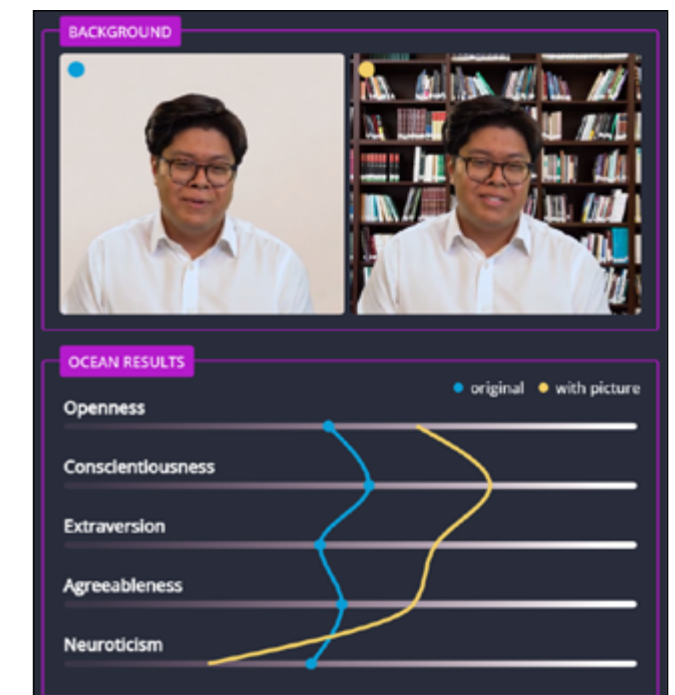 BACKGROUND
OCEAN RESULTS
original with picture
Openness
Conscientiousness
Extraversion
Agreeableness
Neuroticism